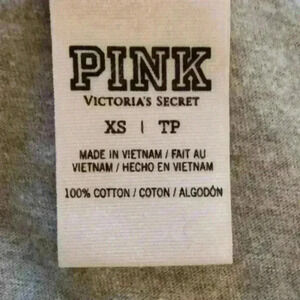 PINK
VICTORIA'S SECRET
XS | TP
MADE IN VIETNAM / FAIT AU
VIETNAM / HECHO EN VIETNAM
100% COTTON / COTON / ALGODÓN